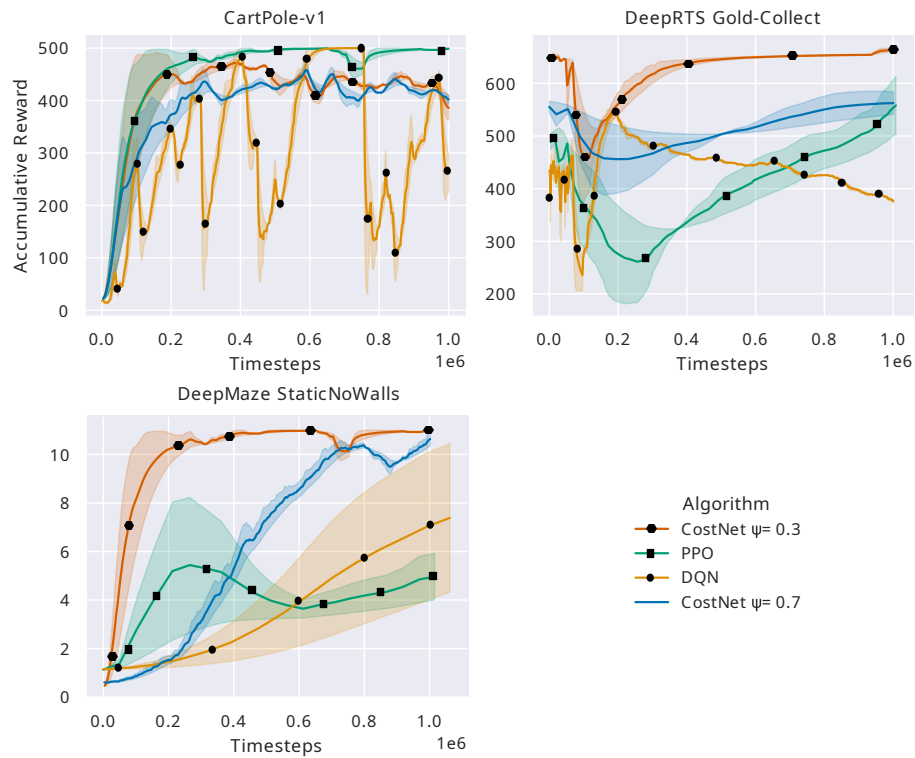 CartPole-v1
500
400
300
200
100
0
Accumulative Reward
0.0 0.2 0.4 0.6 0.8 1.0
1e6
Timesteps
DeepRTS Gold-Collect
600
500
400
300
200
0.0 0.2 0.4 0.6 0.8 1.0
1e6
Timesteps
DeepMaze StaticNoWalls
10
8
6
4
2
0
0.0 0.2 0.4 0.6 0.8 1.0
1e6
Timesteps
Algorithm
CostNet ψ= 0.3
PPO
DQN
CostNet ψ= 0.7